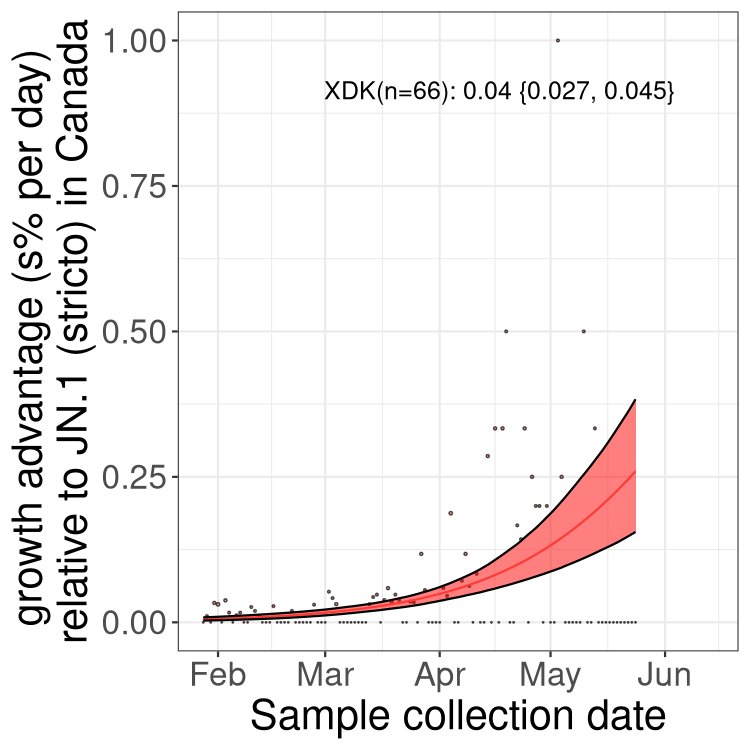 growth advantage (s% per day)
relative to JN.1 (stricto) in Canada
1.00
0.75
0.50
0.25
0.00
XDK(n=66): 0.04 {0.027, 0.045}
Feb Mar Apr May Jun
Sample collection date